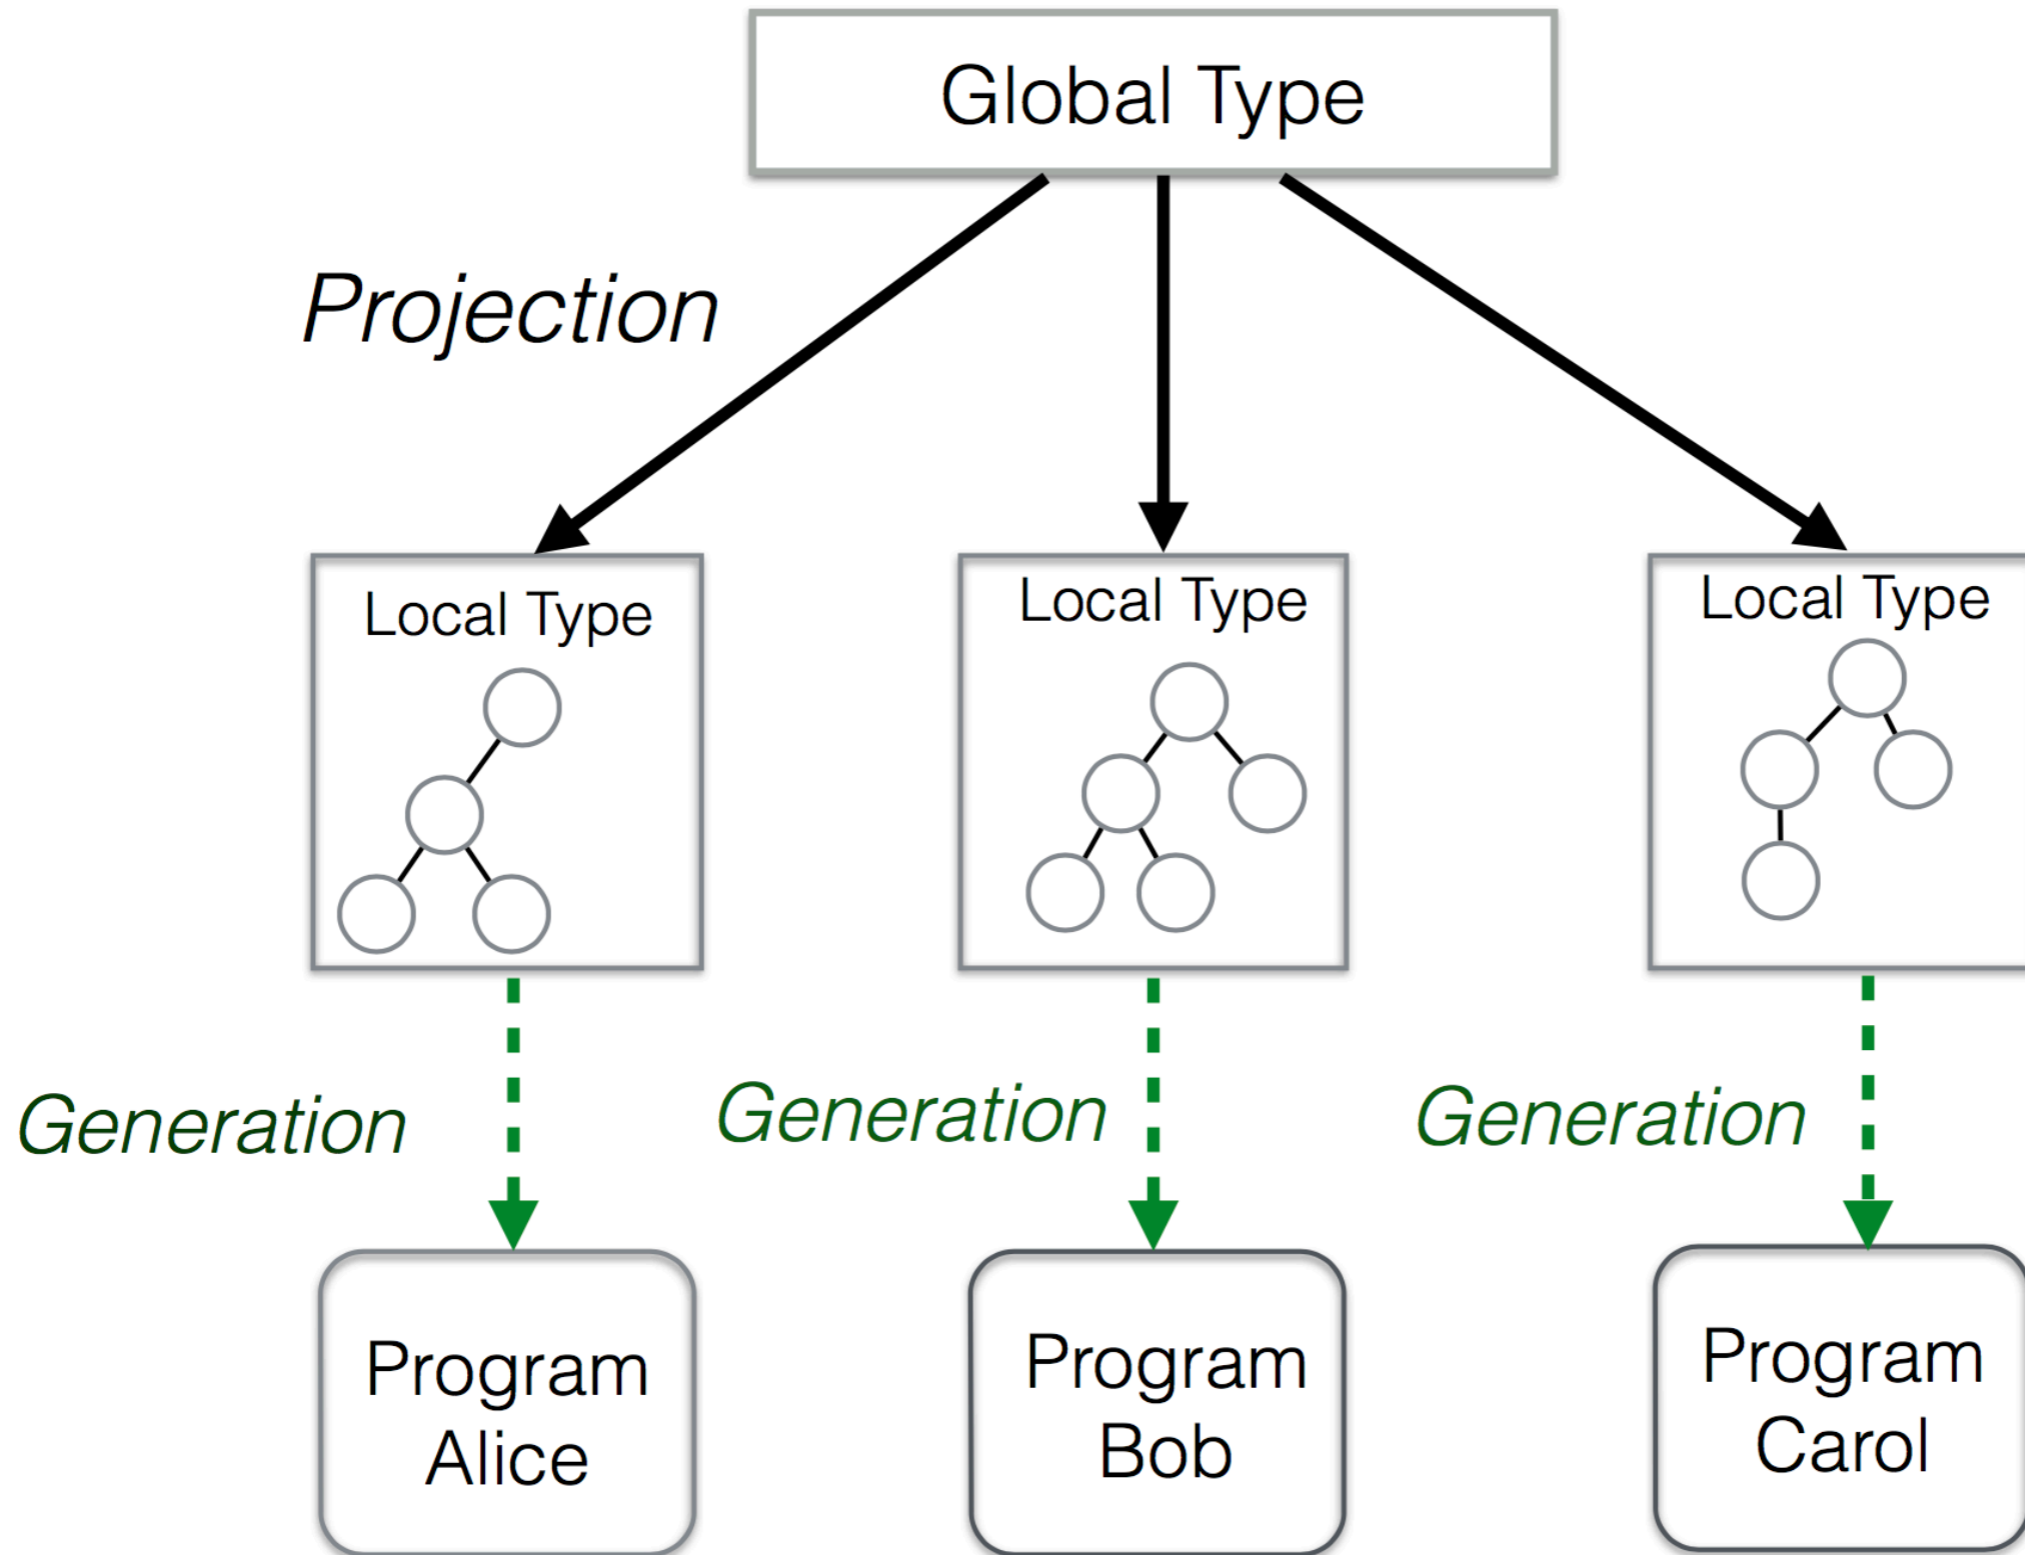 Global Type
Projection
Local Type
Local Type
Local Type
Generation
Generation
Generation
Program
Alice
Program
Bob
Program
Carol